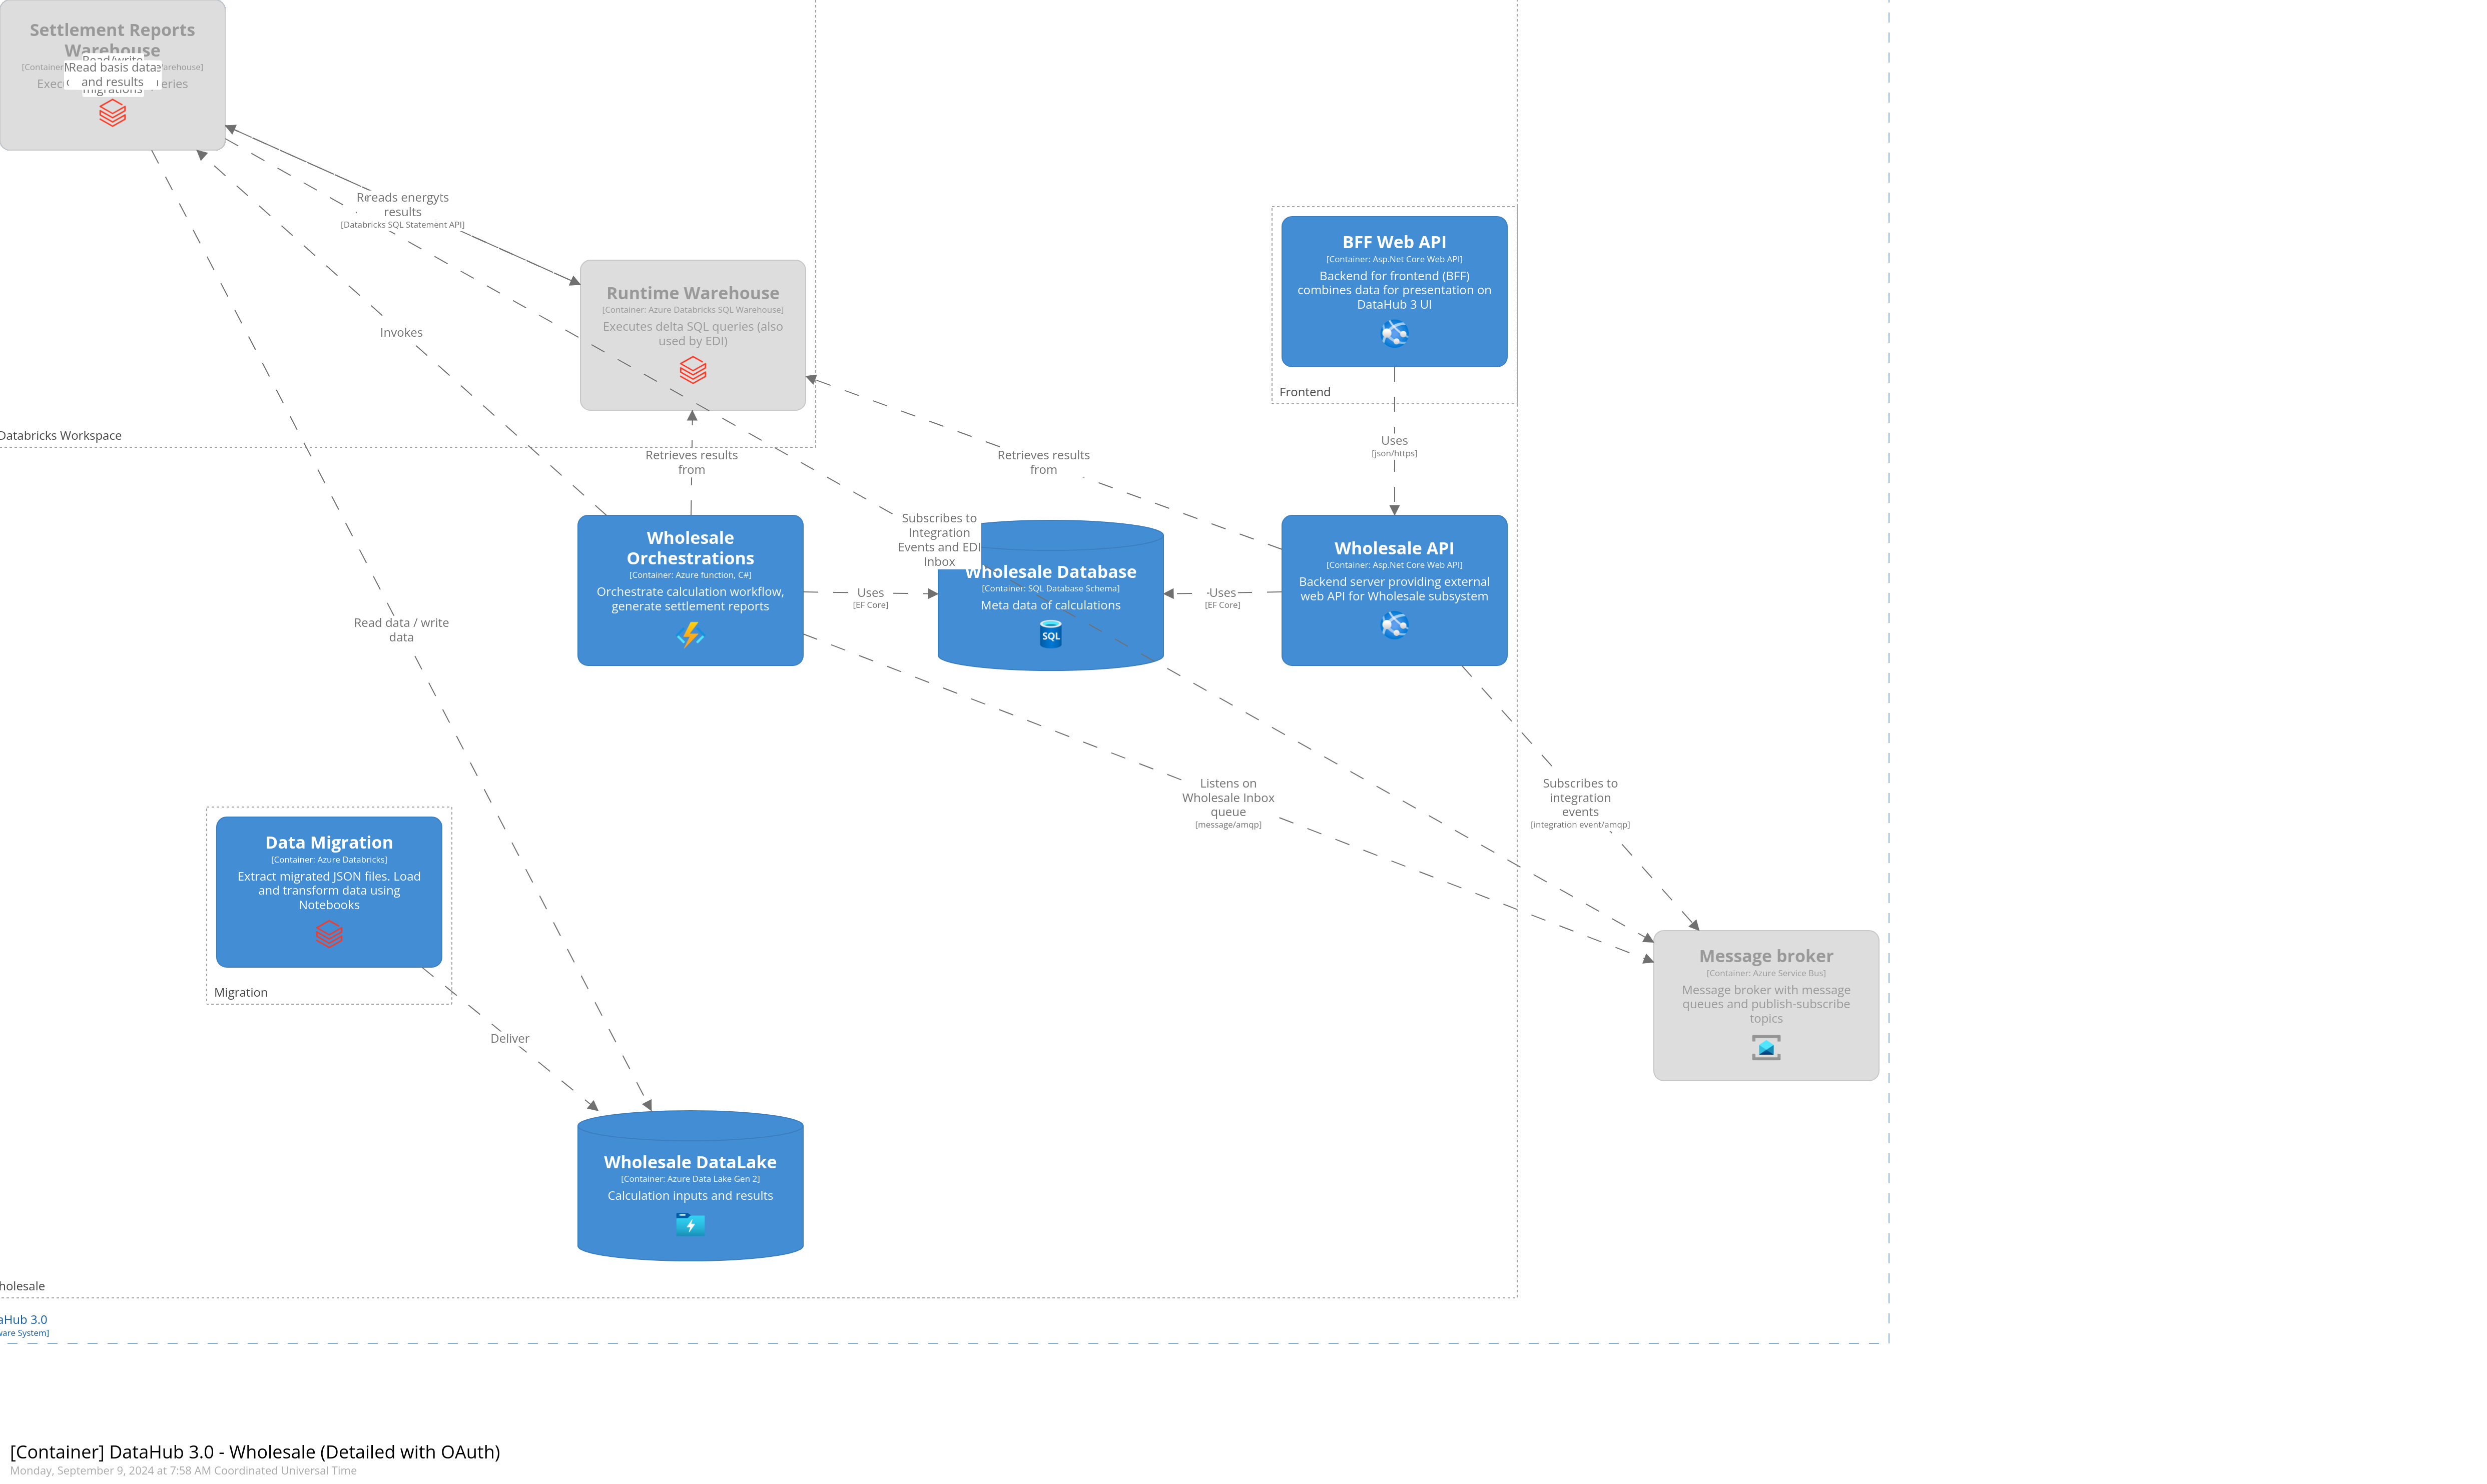 Settlement Reports
Warehouse
Read/write
[Container
Warehouse]
Read basis data
and results
migrations
Reads energy
results
[Databricks SQL Statement API]
Runtime Warehouse
[Container: Azure Databricks SQL Warehouse]
Executes delta SQL queries (also
used by EDI)
BFF Web API
[Container: Asp.Net Core Web API]
Backend for frontend (BFF)
combines data for presentation on
DataHub 3 UI
Frontend
Invokes
Databricks Workspace
Retrieves results
from
Retrieves results
from
Uses
[json/https]
Wholesale
Orchestrations
[Container: Azure function, C#]
Orchestrate calculation workflow,
generate settlement reports
Uses
[EF Core]
Subscribes to
Integration
Events and EDI
Inbox
Wholesale Database
[Container: SQL Database Schema]
Meta data of calculations
SQL
Uses
[EF Core]
Wholesale API
[Container: Asp.Net Core Web API]
Backend server providing external
web API for Wholesale subsystem
Read data / write
data
Listens on
Wholesale Inbox
queue
[message/amqp]
Subscribes to
integration
events
[integration event/amqp]
Data Migration
[Container: Azure Databricks]
Extract migrated JSON files. Load
and transform data using
Notebooks
Migration
Deliver
Message broker
[Container: Azure Service Bus]
Message broker with message
queues and publish-subscribe
topics
Wholesale DataLake
[Container: Azure Data Lake Gen 2]
Calculation inputs and results
holesale
aHub 3.0
ware System]
[Container] DataHub 3.0 - Wholesale (Detailed with OAuth)
Monday, September 9, 2024 at 7:58 AM Coordinated Universal Time